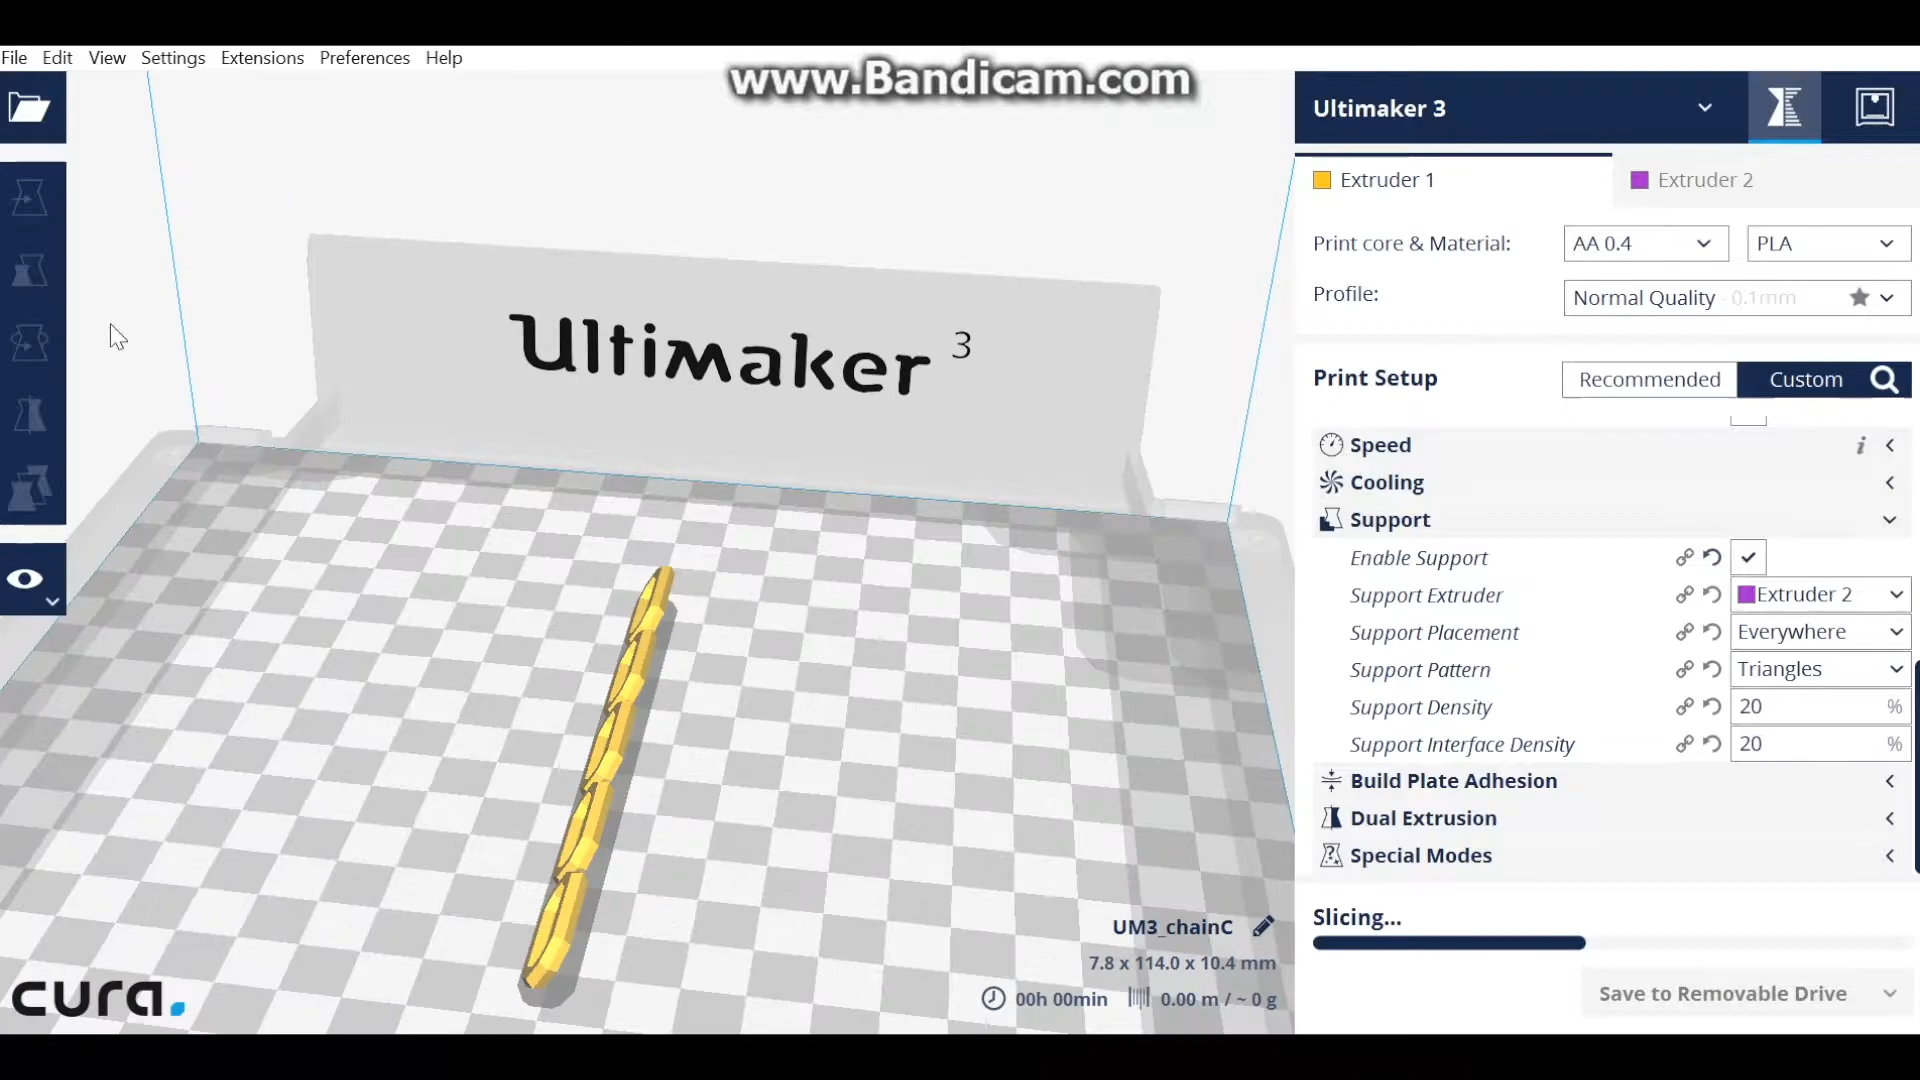 www.Bandicam.com
File Edit View Settings Extensions Preferences Help
Ultimaker 3
Extruder 1
Extruder 2
Print core & Material:
AA 0.4
PLA
Profile:
Normal Quality - 0.1mm
Print Setup
Recommended
Custom
Speed
i
Cooling
Support
Enable Support
Support Extruder
Extruder 2
Support Placement
Everywhere
Support Pattern
Triangles
Support Density
20 %
Support Interface Density
20 %
Build Plate Adhesion
Dual Extrusion
Special Modes
Slicing...
Save to Removable Drive
Ultimaker 3
UM3_chainC
7.8 x 114.0 x 10.4 mm
00h 00min
0.00 m / ~ 0 g
cura.